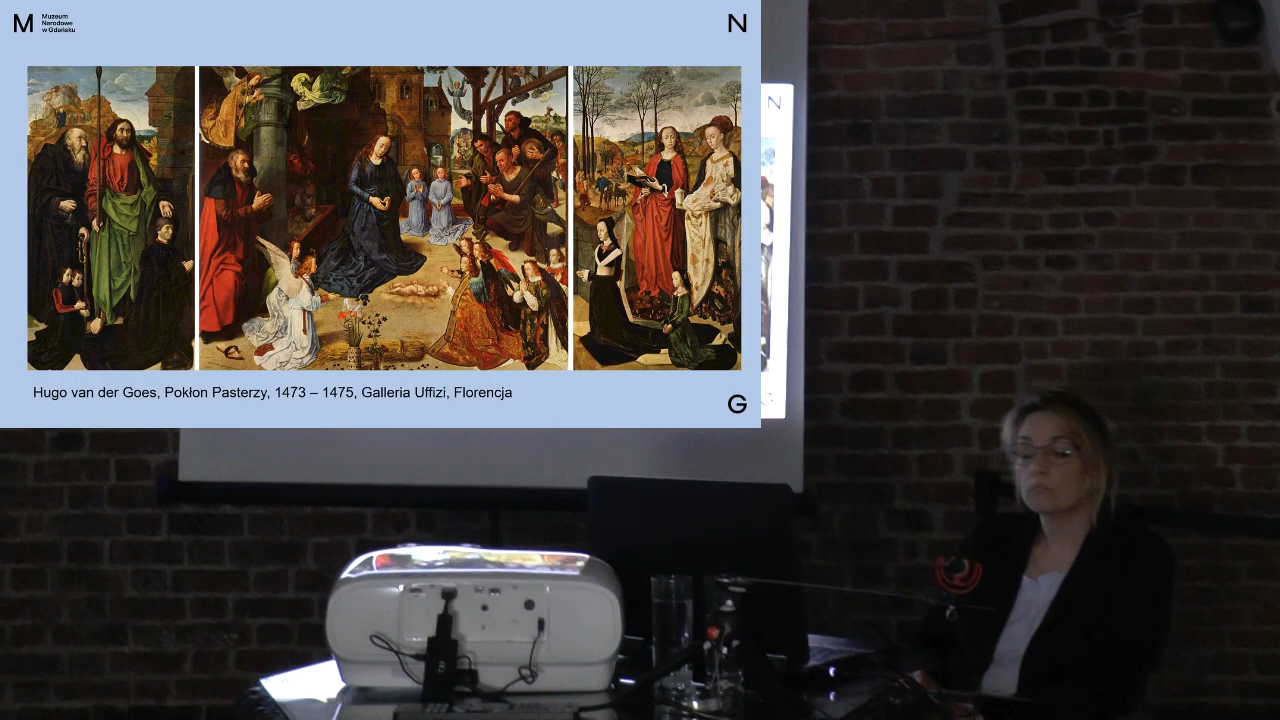 M
Muzeum
Narodowe
w Gdańsku
N
N
Hugo van der Goes, Pokłon Pasterzy, 1473 – 1475, Galleria Uffizi, Florencja
G